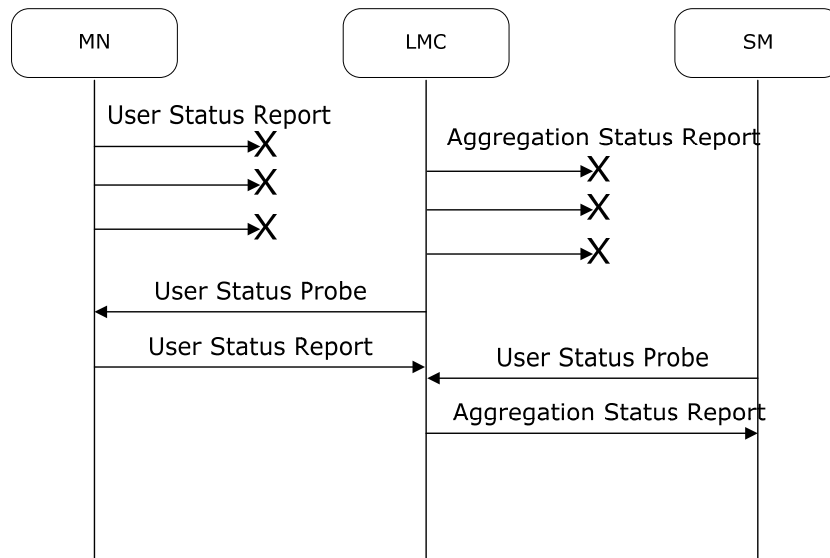 MN
LMC
SM
User Status Report
X
Aggregation Status Report
X
X
X
X
X
User Status Probe
User Status Report
User Status Probe
Aggregation Status Report